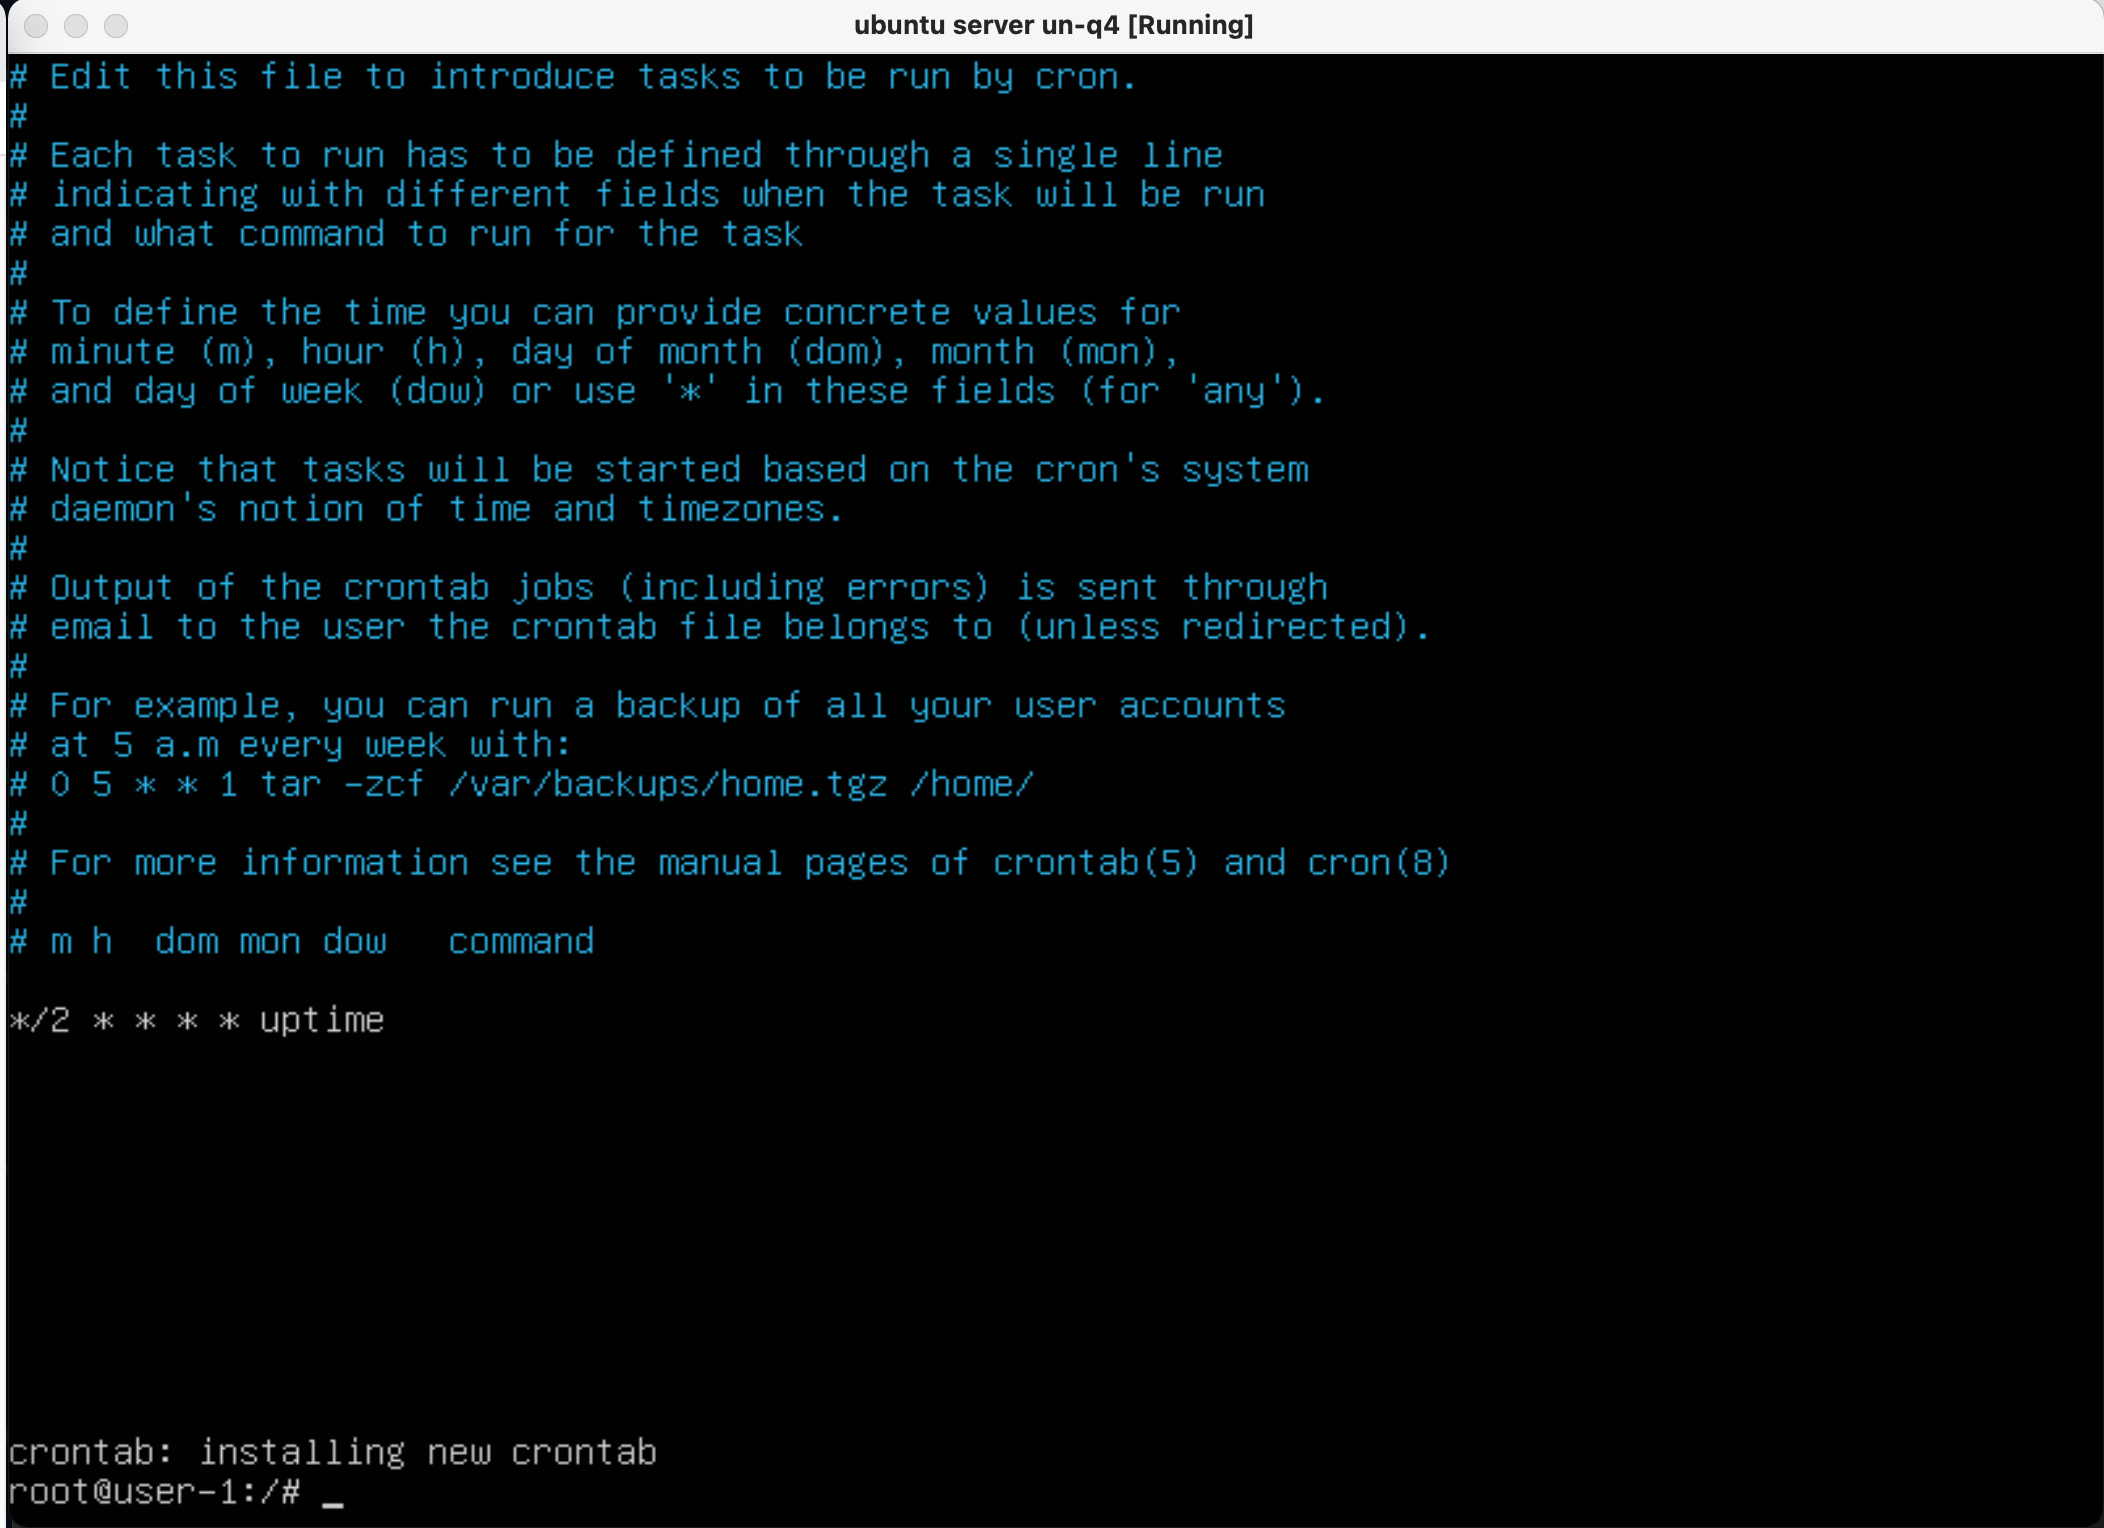 ubuntu server un-q4 [Running]
# Edit this file to introduce tasks to be run by cron.
#
# Each task to run has to be defined through a single line
# indicating with different fields when the task will be run
# and what command to run for the task
#
# To define the time you can provide concrete values for
# minute (m), hour (h), day of month (dom), month (mon),
# and day of week (dow) or use '*' in these fields (for 'any').
#
# Notice that tasks will be started based on the cron's system
# daemon's notion of time and timezones.
#
# Output of the crontab jobs (including errors) is sent through
# email to the user the crontab file belongs to (unless redirected).
#
# For example, you can run a backup of all your user accounts
# at 5 a.m every week with:
# 0 5 * * 1 tar -zcf /var/backups/home.tgz /home/
#
# For more information see the manual pages of crontab(5) and cron(8)
#
# m h  dom mon dow   command
*/2 * * * * uptime
crontab: installing new crontab
root@user-1:/# _